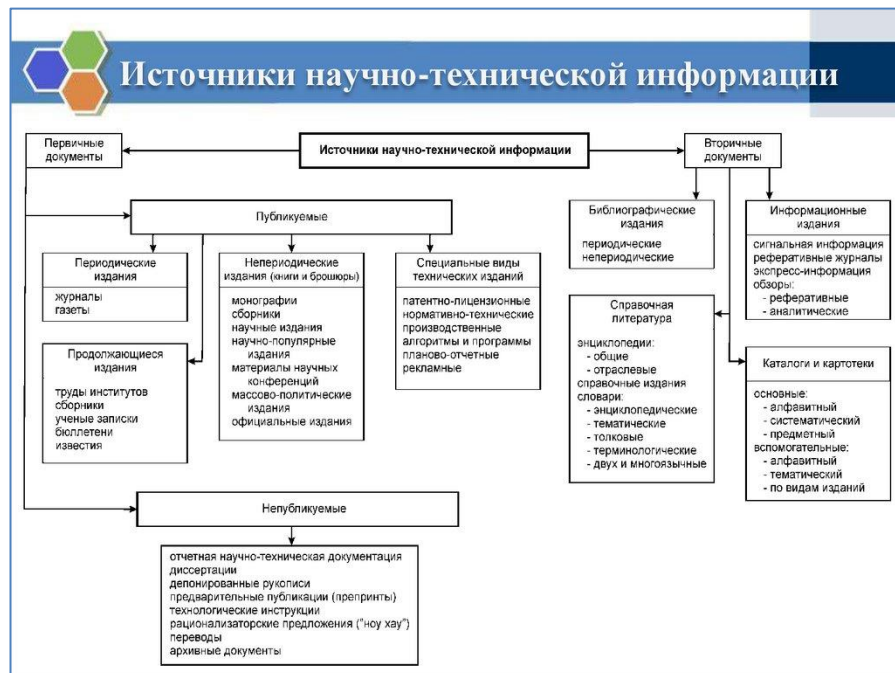 Источники научно-технической информации
Первичные
документы
Источники научно-технической информации
Вторичные
документы
Публикуемые
Периодические
издания
журналы
газеты
Непериодические
издания (книги и брошюры)
монографии
сборники
научные издания
научно-популярные
издания
материалы научных
конференций
массово-политические
издания
официальные издания
Специальные виды
технических изданий
патентно-лицензионные
нормативно-технические
производственные
алгоритмы и программы
планово-отчетные
рекламные
Продолжающиеся
издания
труды институтов
сборники
ученые записки
бюллетени
известия
Непубликуемые
отчетная научно-техническая документация
диссертации
депонированные рукописи
предварительные публикации (препринты)
технологические инструкции
рационализаторские предложения ("ноу хау")
переводы
архивные документы
Библиографические
издания
периодические
непериодические
Информационные
издания
сигнальная информация
реферативные журналы
экспресс-информация
обзоры:
- реферативные
- аналитические
Справочная
литература
энциклопедии:
- общие
- отраслевые
справочные издания
словари:
- энциклопедические
- тематические
- толковые
- терминологические
- двух и многоязычные
Каталоги и картотеки
основные:
- алфавитный
- систематический
- предметный
вспомогательные:
- алфавитный
- тематический
- по видам изданий